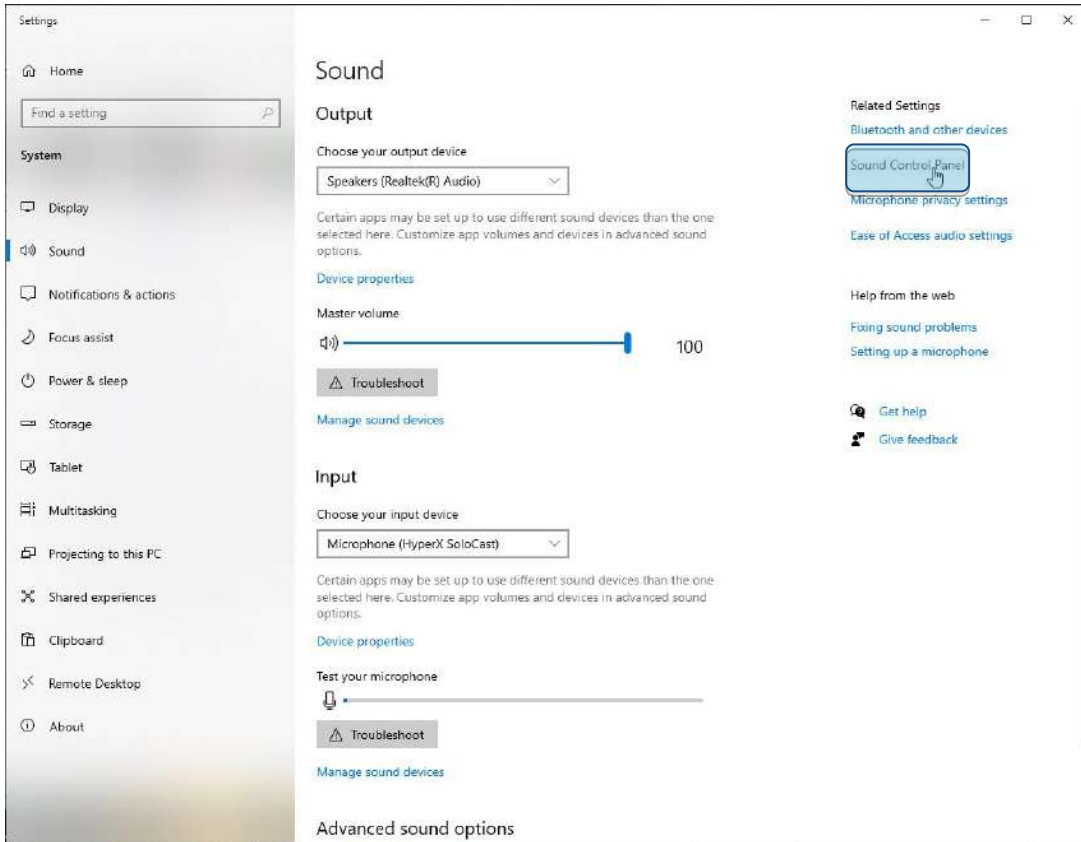 Settings
Home
Find a setting
System
Display
Sound
Notifications & actions
Focus assist
Power & sleep
Storage
Tablet
Multitasking
Projecting to this PC
Shared experiences
Clipboard
Remote Desktop
About
Sound
Output
Choose your output device
Speakers (Realtek(R) Audio)
Certain apps may be set up to use different sound devices than the one
selected here. Customize app volumes and devices in advanced sound
options.
Device properties
Master volume
100
Troubleshoot
Manage sound devices
Input
Choose your input device
Microphone (HyperX SoloCast)
Certain apps may be set up to use different sound devices than the one
selected here. Customize app volumes and devices in advanced sound
options.
Device properties
Test your microphone
Troubleshoot
Manage sound devices
Advanced sound options
Related Settings
Bluetooth and other devices
Sound Control Panel
Microphone privacy settings
Ease of Access audio settings
Help from the web
Fixing sound problems
Setting up a microphone
Get help
Give feedback